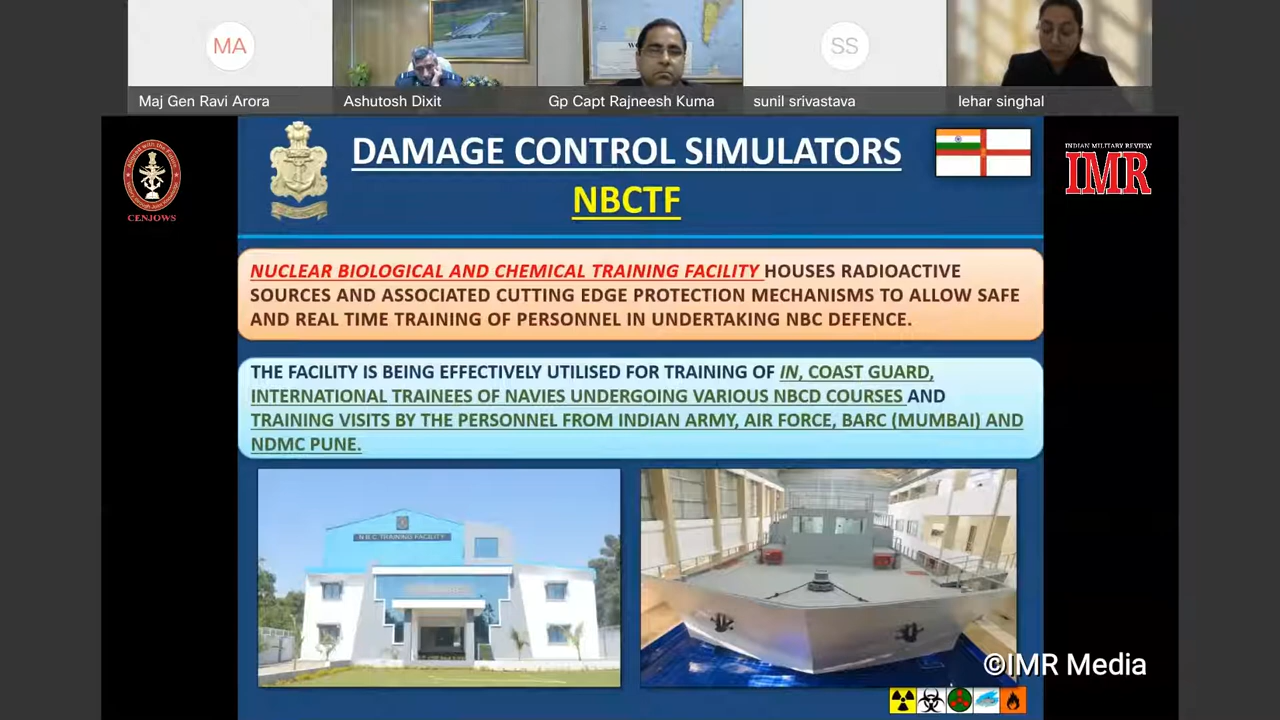 MA
SS
Maj Gen Ravi Arora
Ashutosh Dixit
Gp Capt Rajneesh Kuma
sunil srivastava
lehar singhal
CENJOWS
DAMAGE CONTROL SIMULATORS
NBCTF
INDIAN MILITARY REVIEW
IMR
NUCLEAR BIOLOGICAL AND CHEMICAL TRAINING FACILITY HOUSES RADIOACTIVE
SOURCES AND ASSOCIATED CUTTING EDGE PROTECTION MECHANISMS TO ALLOW SAFE
AND REAL TIME TRAINING OF PERSONNEL IN UNDERTAKING NBC DEFENCE.
THE FACILITY IS BEING EFFECTIVELY UTILISED FOR TRAINING OF IN, COAST GUARD,
INTERNATIONAL TRAINEES OF NAVIES UNDERGOING VARIOUS NBCD COURSES AND
TRAINING VISITS BY THE PERSONNEL FROM INDIAN ARMY, AIR FORCE, BARC (MUMBAI) AND
NDMC PUNE.
N.B.C. TRAINING FACILITY
©IMR Media